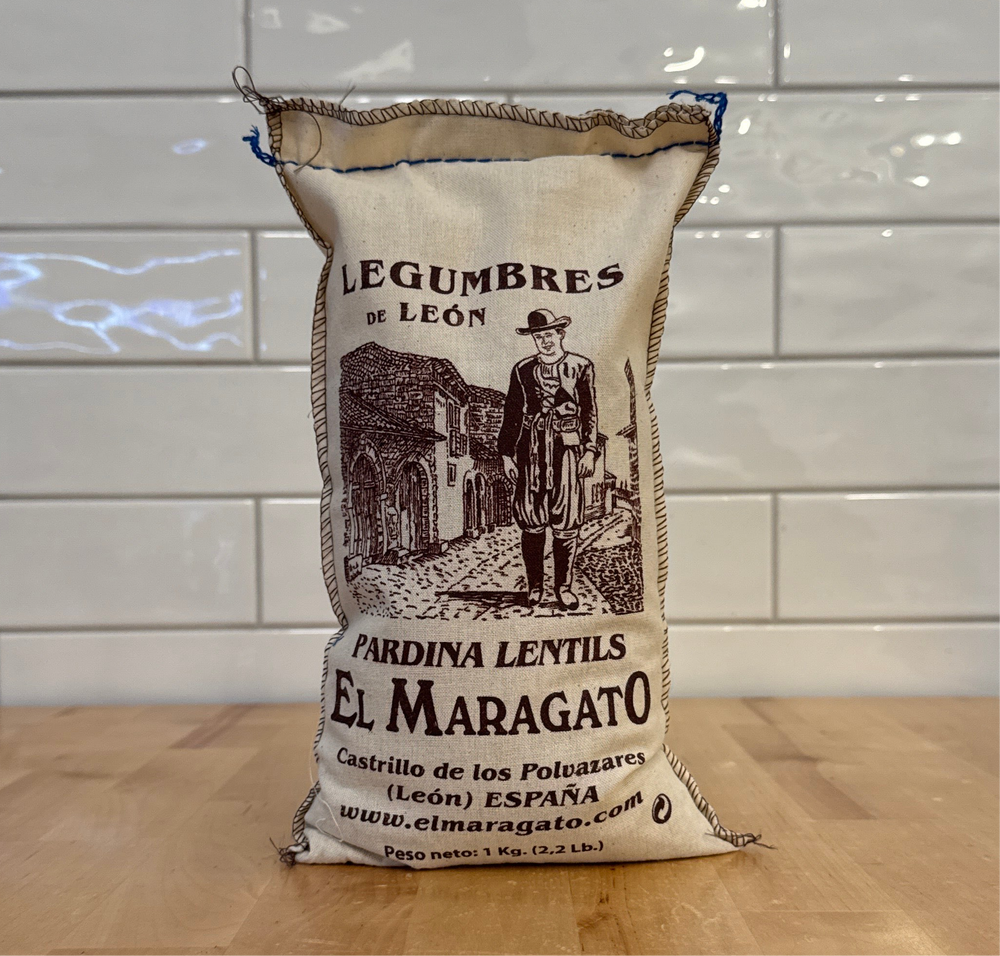 LEGUMBRES
DE LEÓN
PARDINA LENTILS
EL MARAGATO
Castrillo de los Polvazares
(León) ESPAÑA
www.elmaragato.com
Peso neto: 1 Kg. (2,2 Lb.)